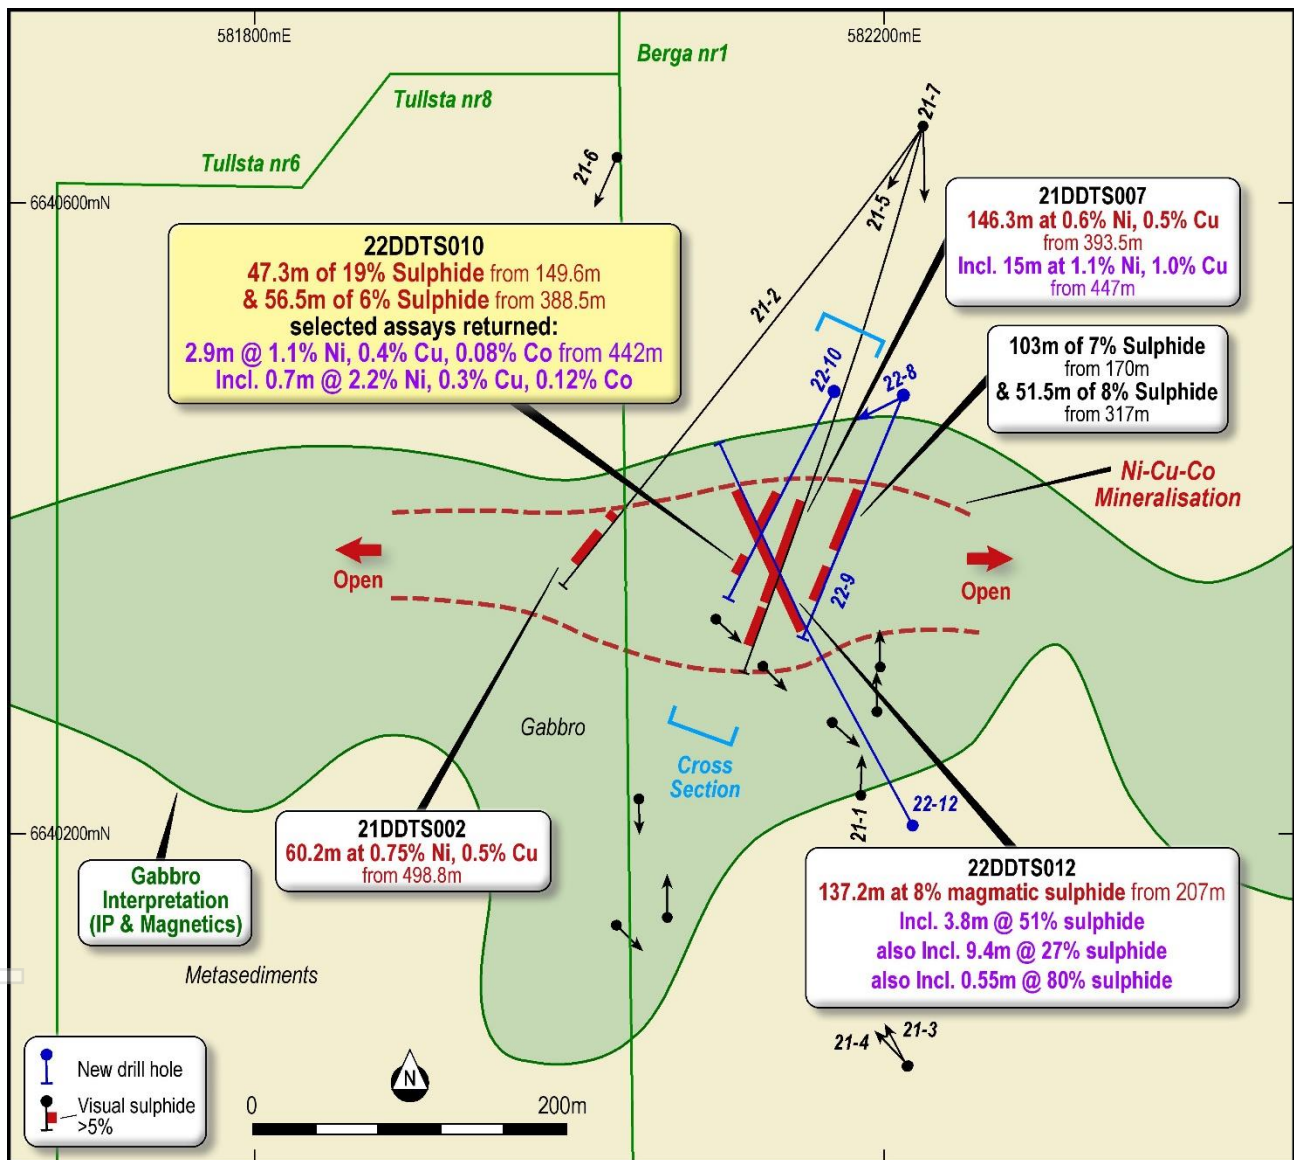 581800mE
582200mE
Berga nr1
Tullsta nr8
Tullsta nr6
6640600mN
21-6
21-7
21-5
21-2
22DDTS010
47.3m of 19% Sulphide from 149.6m
& 56.5m of 6% Sulphide from 388.5m
selected assays returned:
2.9m @ 1.1% Ni, 0.4% Cu, 0.08% Co from 442m
Incl. 0.7m @ 2.2% Ni, 0.3% Cu, 0.12% Co
21DDTS007
146.3m at 0.6% Ni, 0.5% Cu
from 393.5m
Incl. 15m at 1.1% Ni, 1.0% Cu
from 447m
103m of 7% Sulphide
from 170m
& 51.5m of 8% Sulphide
from 317m
22-10
22-8
Ni-Cu-Co
Mineralisation
Open
Open
22-9
Gabbro
Cross
Section
21-1
22-12
6640200mN
21DDTS002
60.2m at 0.75% Ni, 0.5% Cu
from 498.8m
Gabbro
Interpretation
(IP & Magnetics)
22DDTS012
137.2m at 8% magmatic sulphide from 207m
Incl. 3.8m @ 51% sulphide
also Incl. 9.4m @ 27% sulphide
also Incl. 0.55m @ 80% sulphide
Metasediments
21-3
21-4
New drill hole
Visual sulphide
>5%
N
0
200m